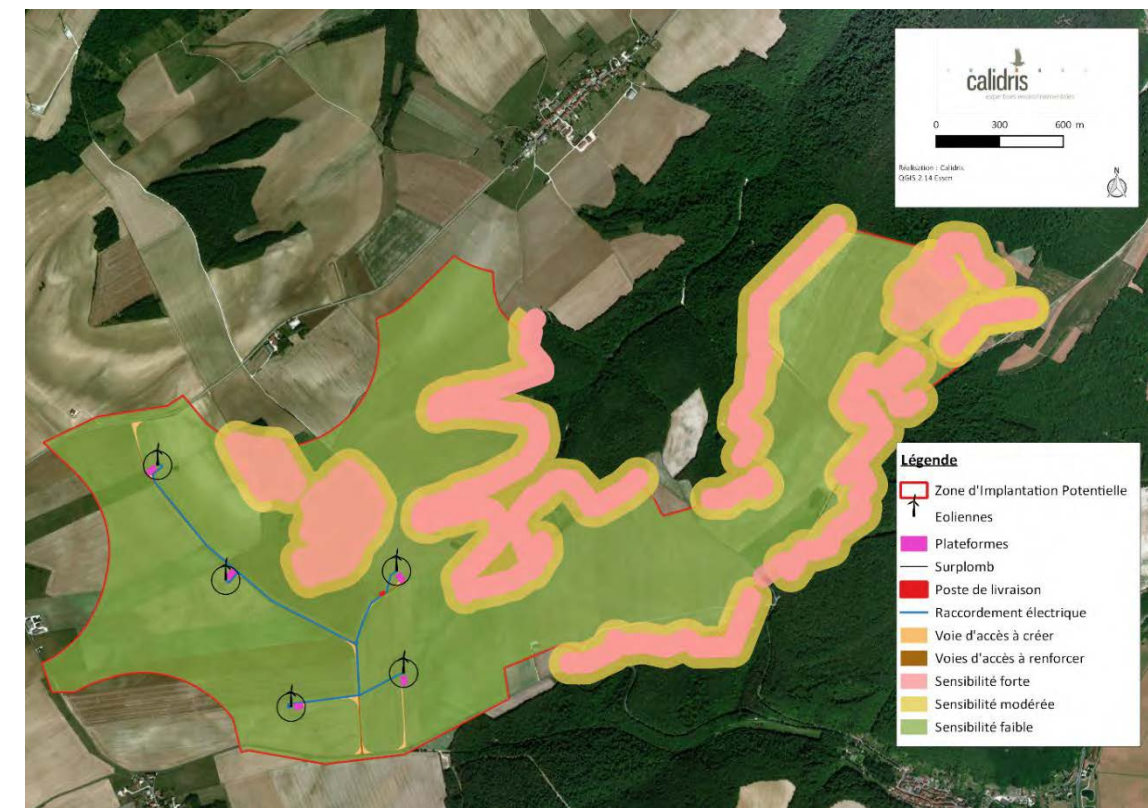 calidris
expertises environnementales
0 300 600 m
Réalisation : Calidris
QGIS 2.14 Essen
N
Légende
Zone d'Implantation Potentielle
Eoliennes
Plateformes
Surplomb
Poste de livraison
Raccordement électrique
Voie d'accès à créer
Voies d'accès à renforcer
Sensibilité forte
Sensibilité modérée
Sensibilité faible